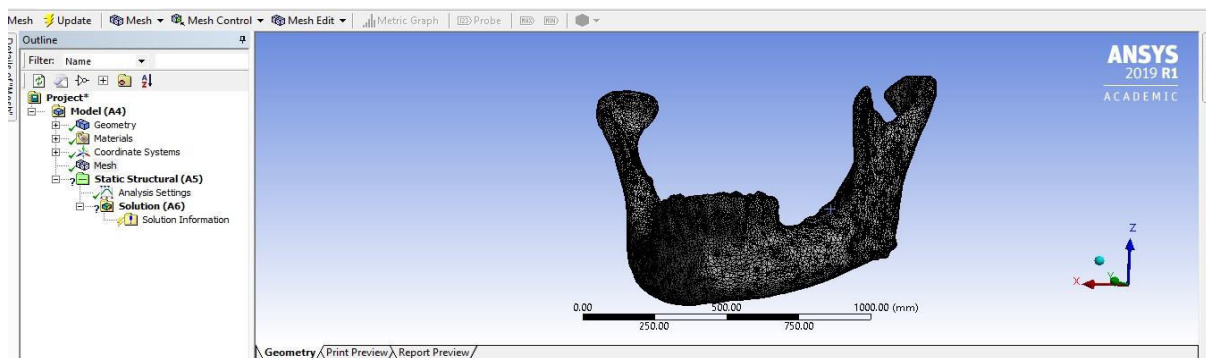 Mesh Update Mesh Mesh Control Mesh Edit Metric Graph Probe MAX MIN
Outline
Filter: Name
Project*
Model (A4)
Geometry
Materials
Coordinate Systems
Mesh
Static Structural (A5)
Analysis Settings
Solution (A6)
Solution Information
ANSYS
2019 R1
ACADEMIC
Z
X
Y
0.00 500.00 1000.00 (mm)
250.00 750.00
Geometry Print Preview Report Preview